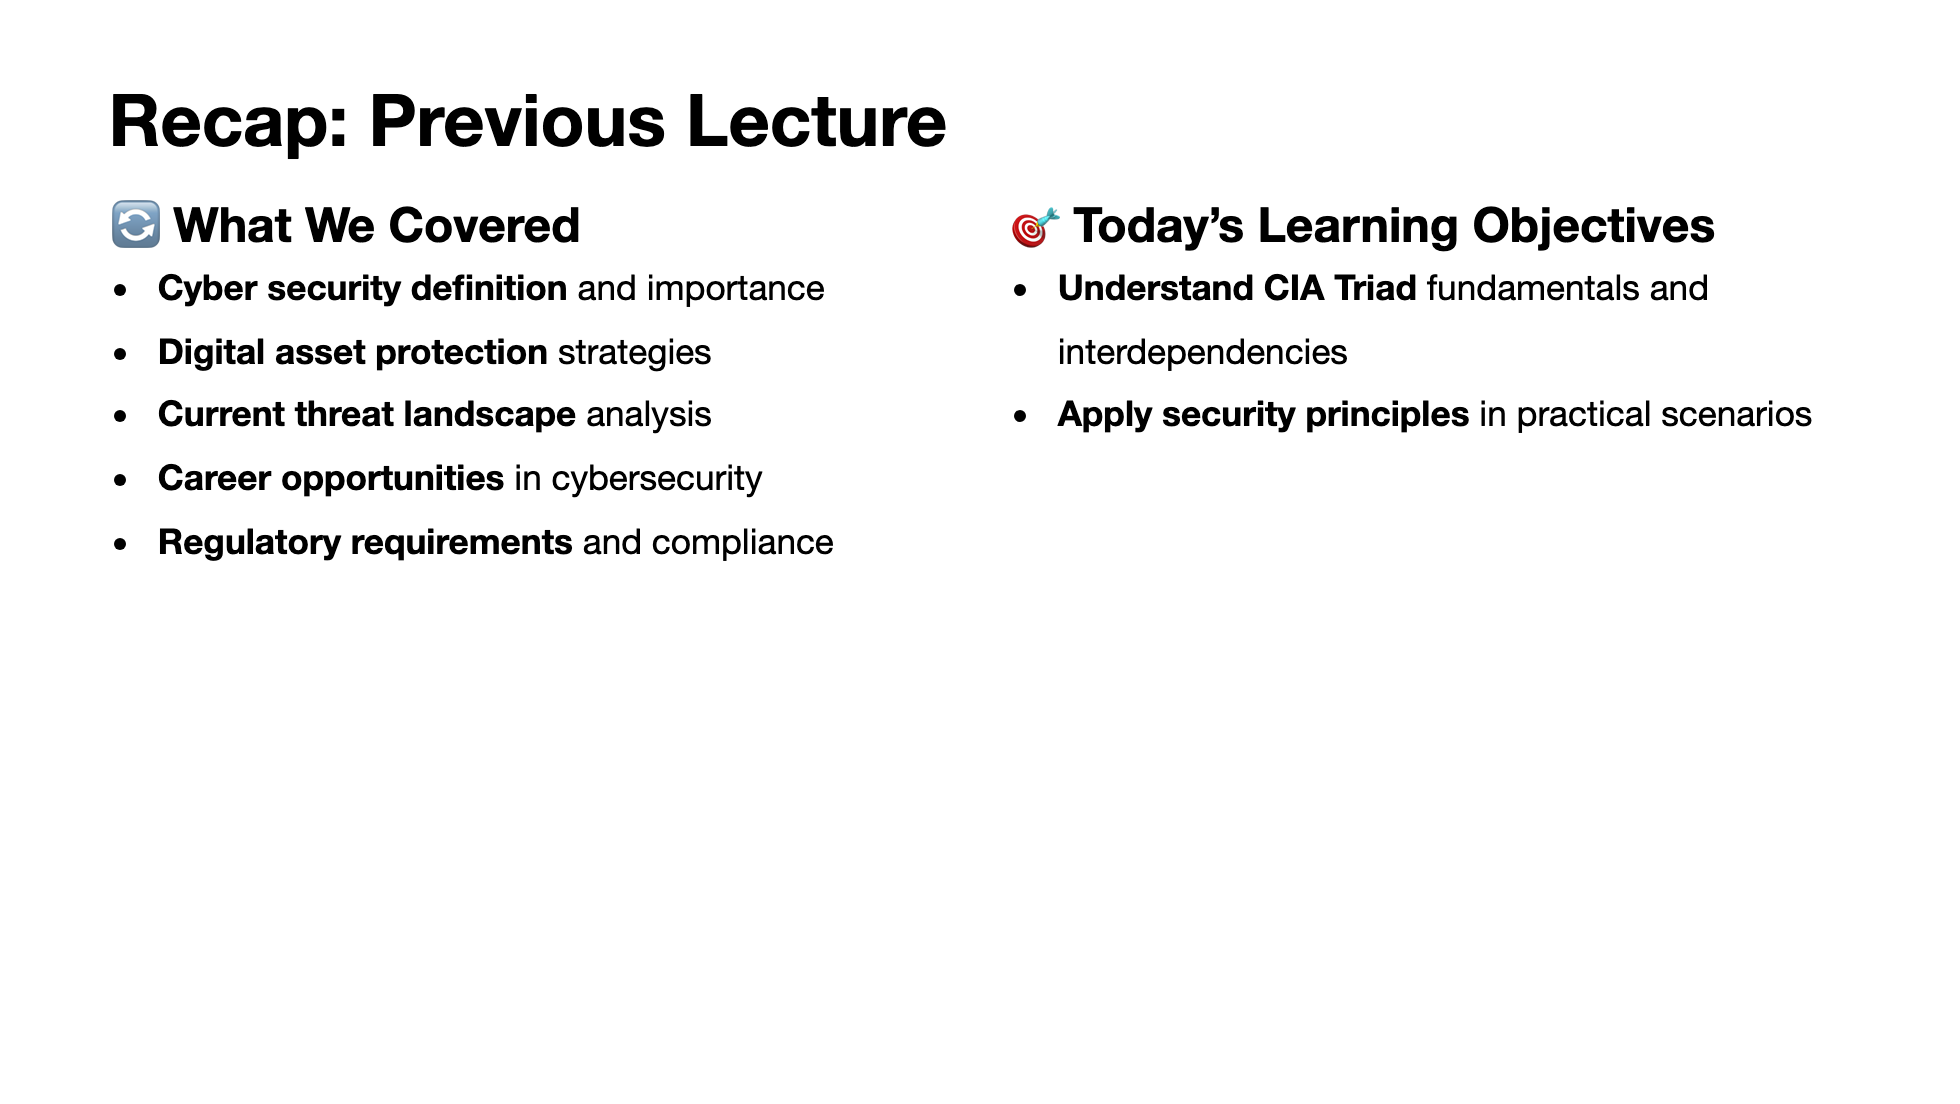 Recap: Previous Lecture
🔄 What We Covered
• Cyber security definition and importance
• Digital asset protection strategies
• Current threat landscape analysis
• Career opportunities in cybersecurity
• Regulatory requirements and compliance
🎯 Today’s Learning Objectives
• Understand CIA Triad fundamentals and
interdependencies
• Apply security principles in practical scenarios